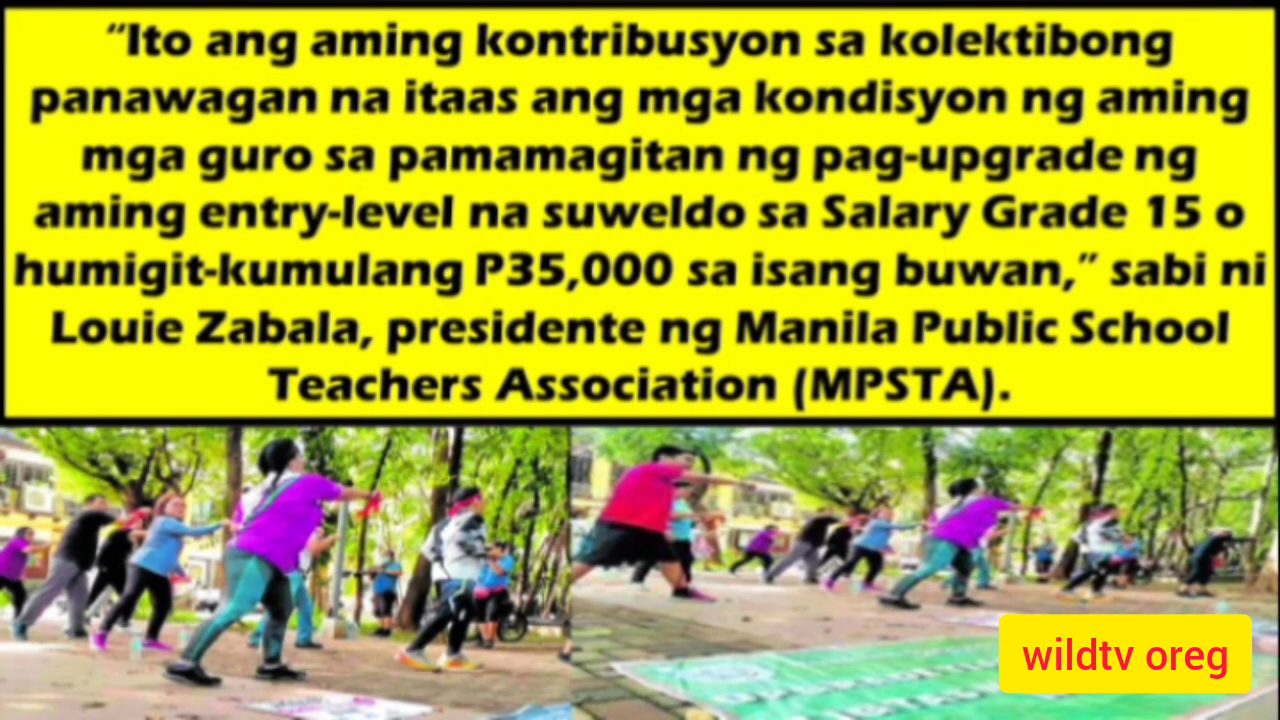 “Ito ang aming kontribusyon sa kolektibong
panawagan na itaas ang mga kondisyon ng aming
mga guro sa pamamagitan ng pag-upgrade ng
aming entry-level na suweldo sa Salary Grade 15 o
humigit-kumulang P35,000 sa isang buwan,” sabi ni
Louie Zabala, presidente ng Manila Public School
Teachers Association (MPSTA).
wildtv oreg